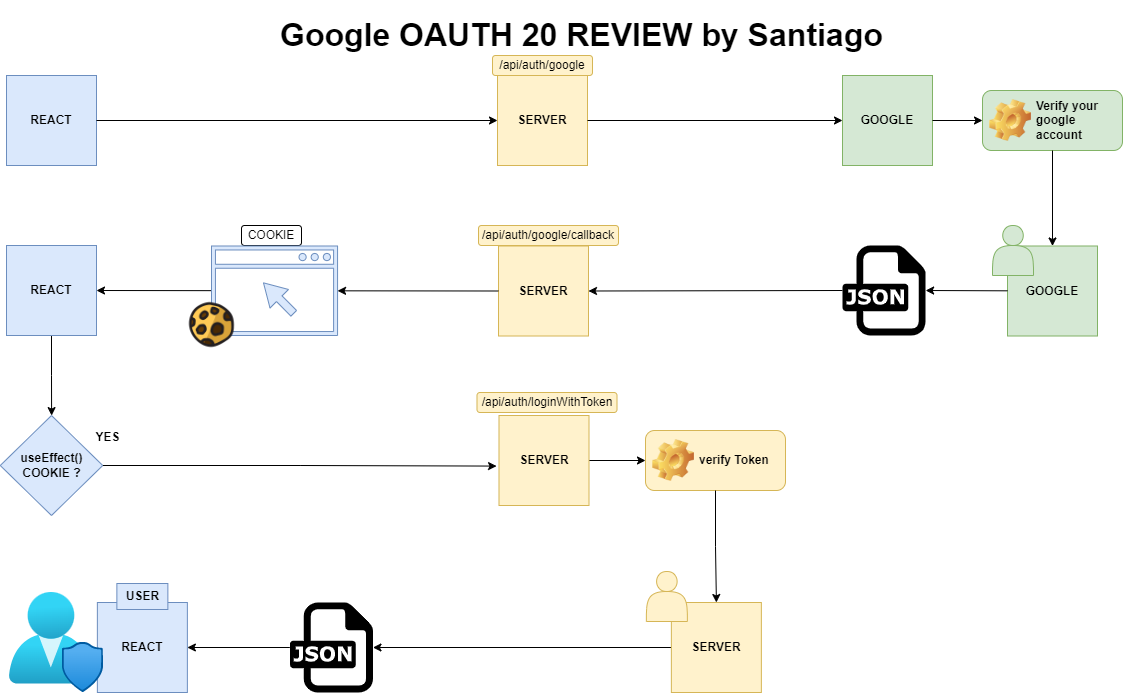 Google OAUTH 20 REVIEW by Santiago
/api/auth/google
REACT
SERVER
GOOGLE
Verify your
google
account
COOKIE
/api/auth/google/callback
REACT
SERVER
JSON
GOOGLE
/api/auth/loginWithToken
YES
useEffect()
COOKIE ?
SERVER
verify Token
USER
REACT
JSON
SERVER